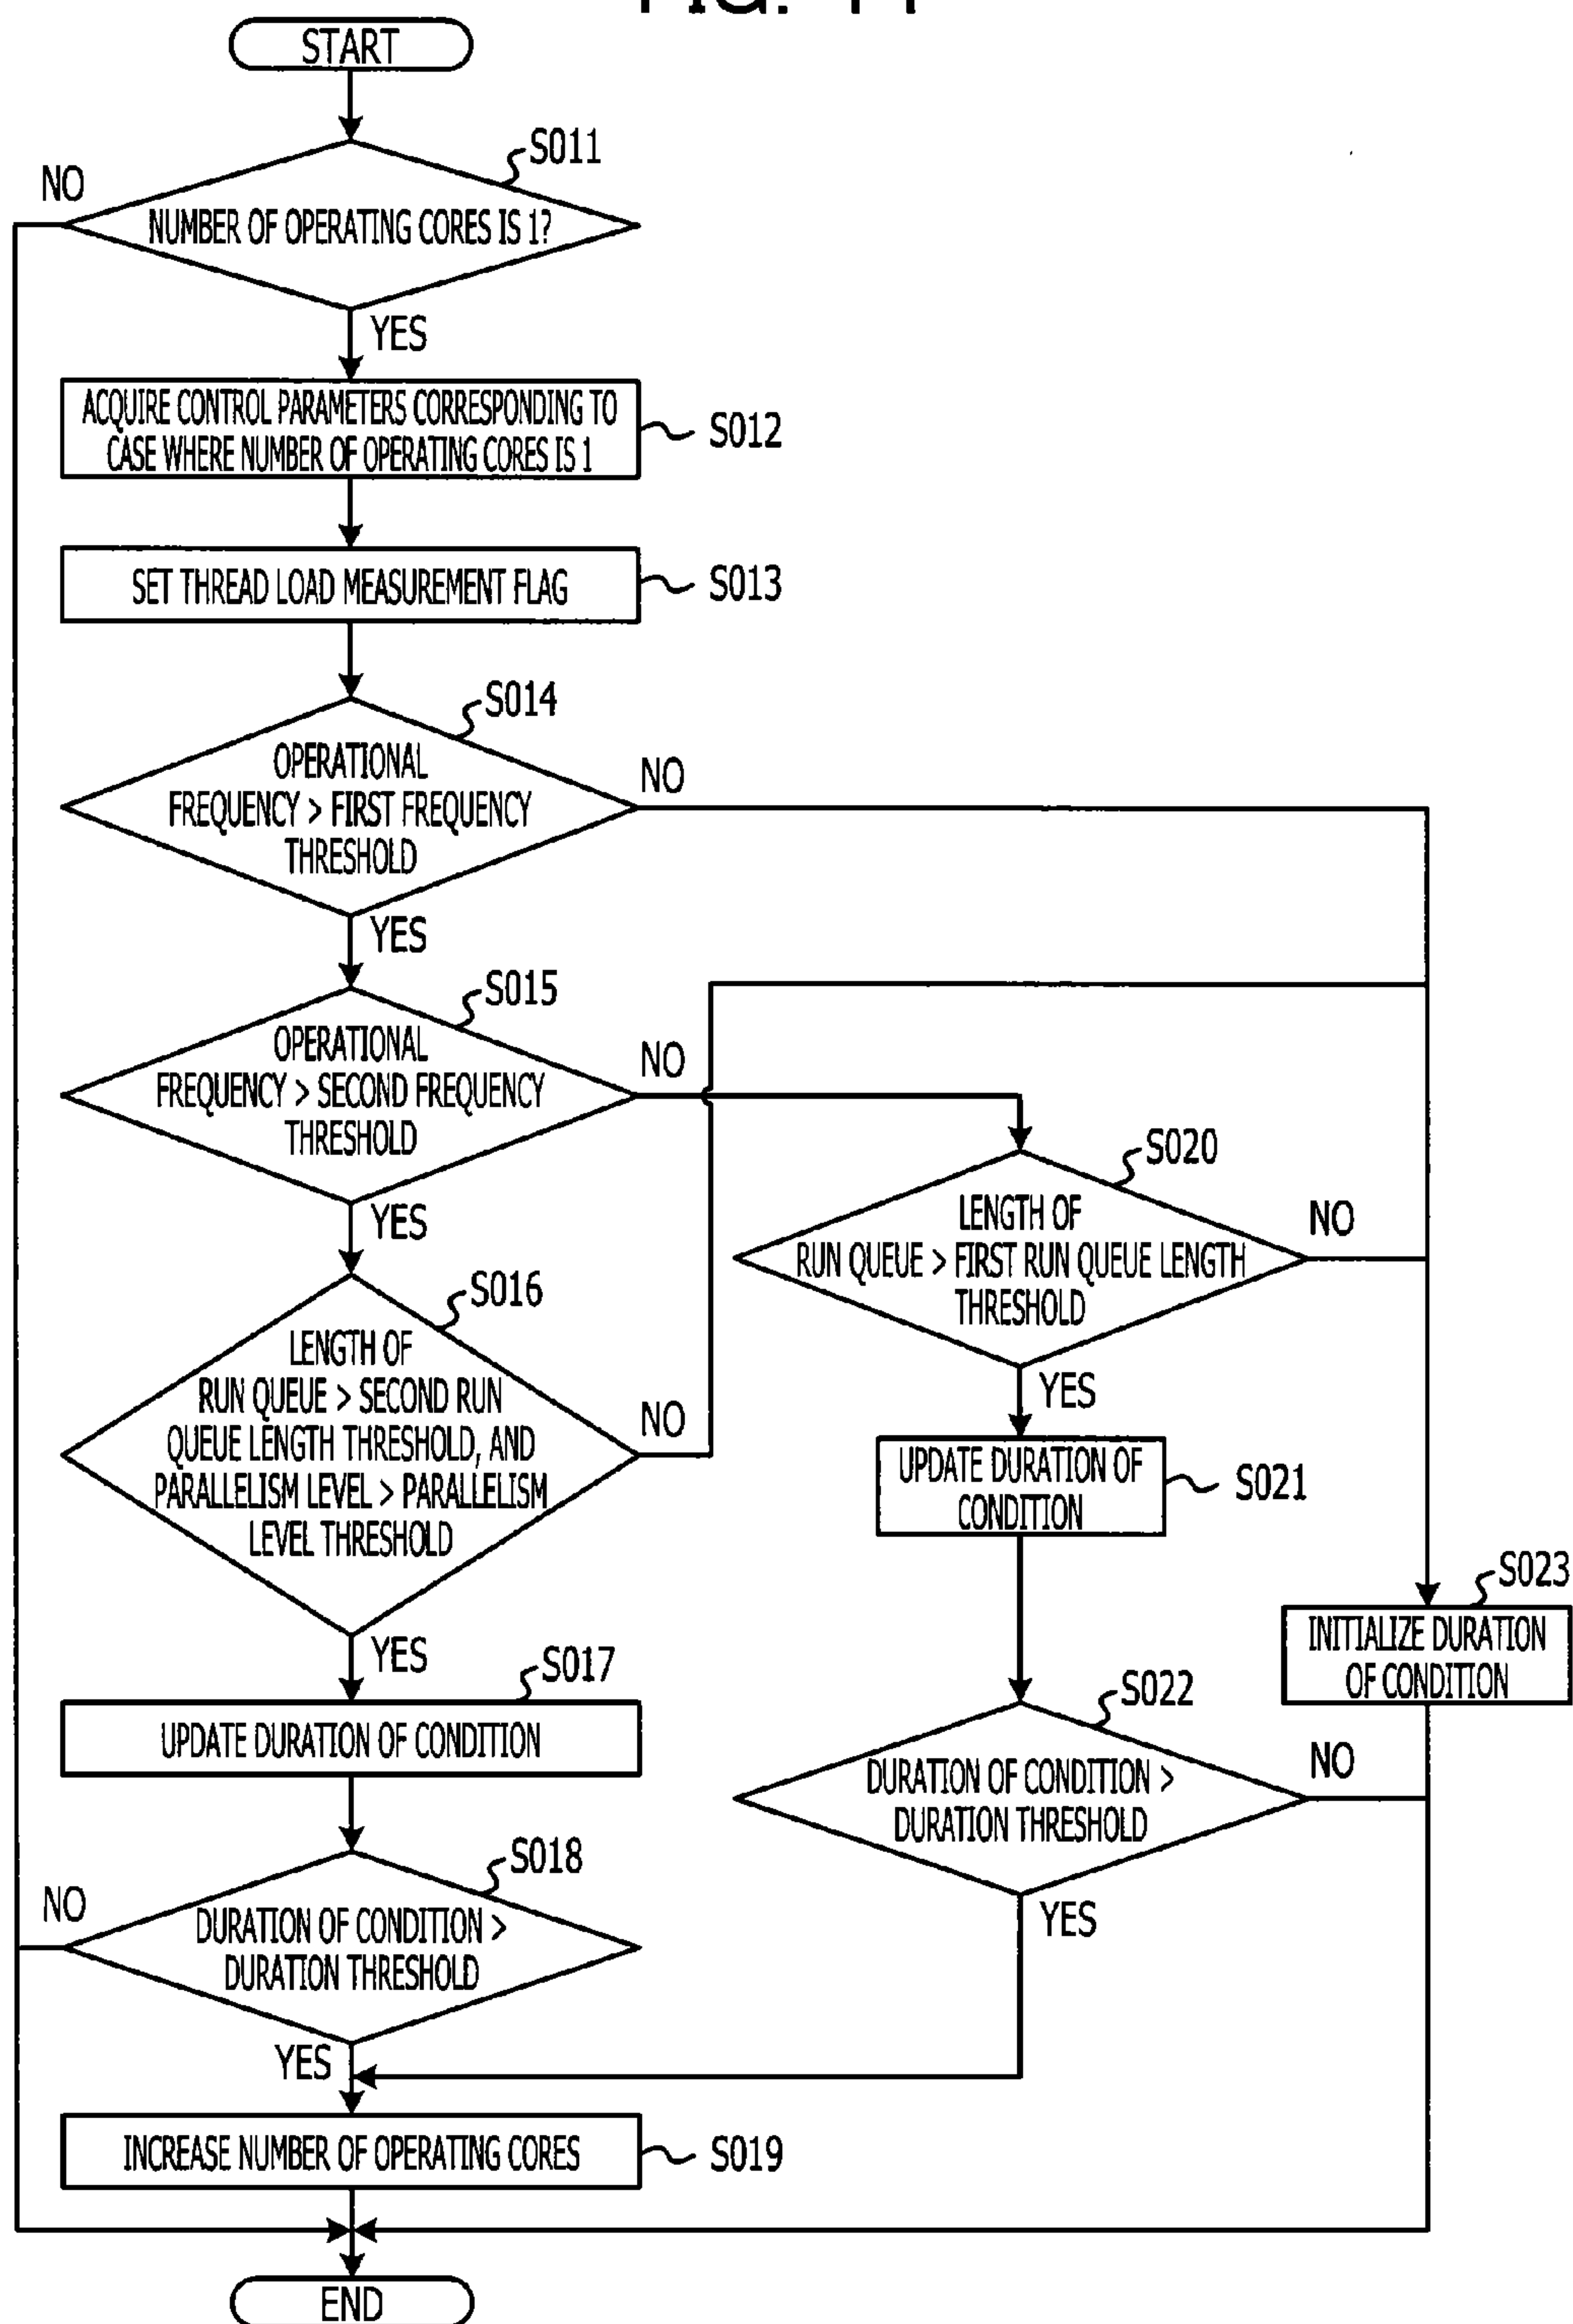 START
S011
NO
NUMBER OF OPERATING CORES IS 1?
YES
ACQUIRE CONTROL PARAMETERS CORRESPONDING TO
CASE WHERE NUMBER OF OPERATING CORES IS 1
S012
SET THREAD LOAD MEASUREMENT FLAG
S013
S014
OPERATIONAL
FREQUENCY > FIRST FREQUENCY
THRESHOLD
NO
YES
S015
OPERATIONAL
FREQUENCY > SECOND FREQUENCY
THRESHOLD
NO
YES
S020
LENGTH OF
RUN QUEUE > FIRST RUN QUEUE LENGTH
THRESHOLD
NO
YES
S016
LENGTH OF
RUN QUEUE > SECOND RUN
QUEUE LENGTH THRESHOLD, AND
PARALLELISM LEVEL > PARALLELISM
LEVEL THRESHOLD
NO
YES
UPDATE DURATION OF
CONDITION
S021
S023
INITIALIZE DURATION
OF CONDITION
S017
UPDATE DURATION OF CONDITION
S022
DURATION OF CONDITION >
DURATION THRESHOLD
NO
YES
S018
NO
DURATION OF CONDITION >
DURATION THRESHOLD
YES
INCREASE NUMBER OF OPERATING CORES
S019
END